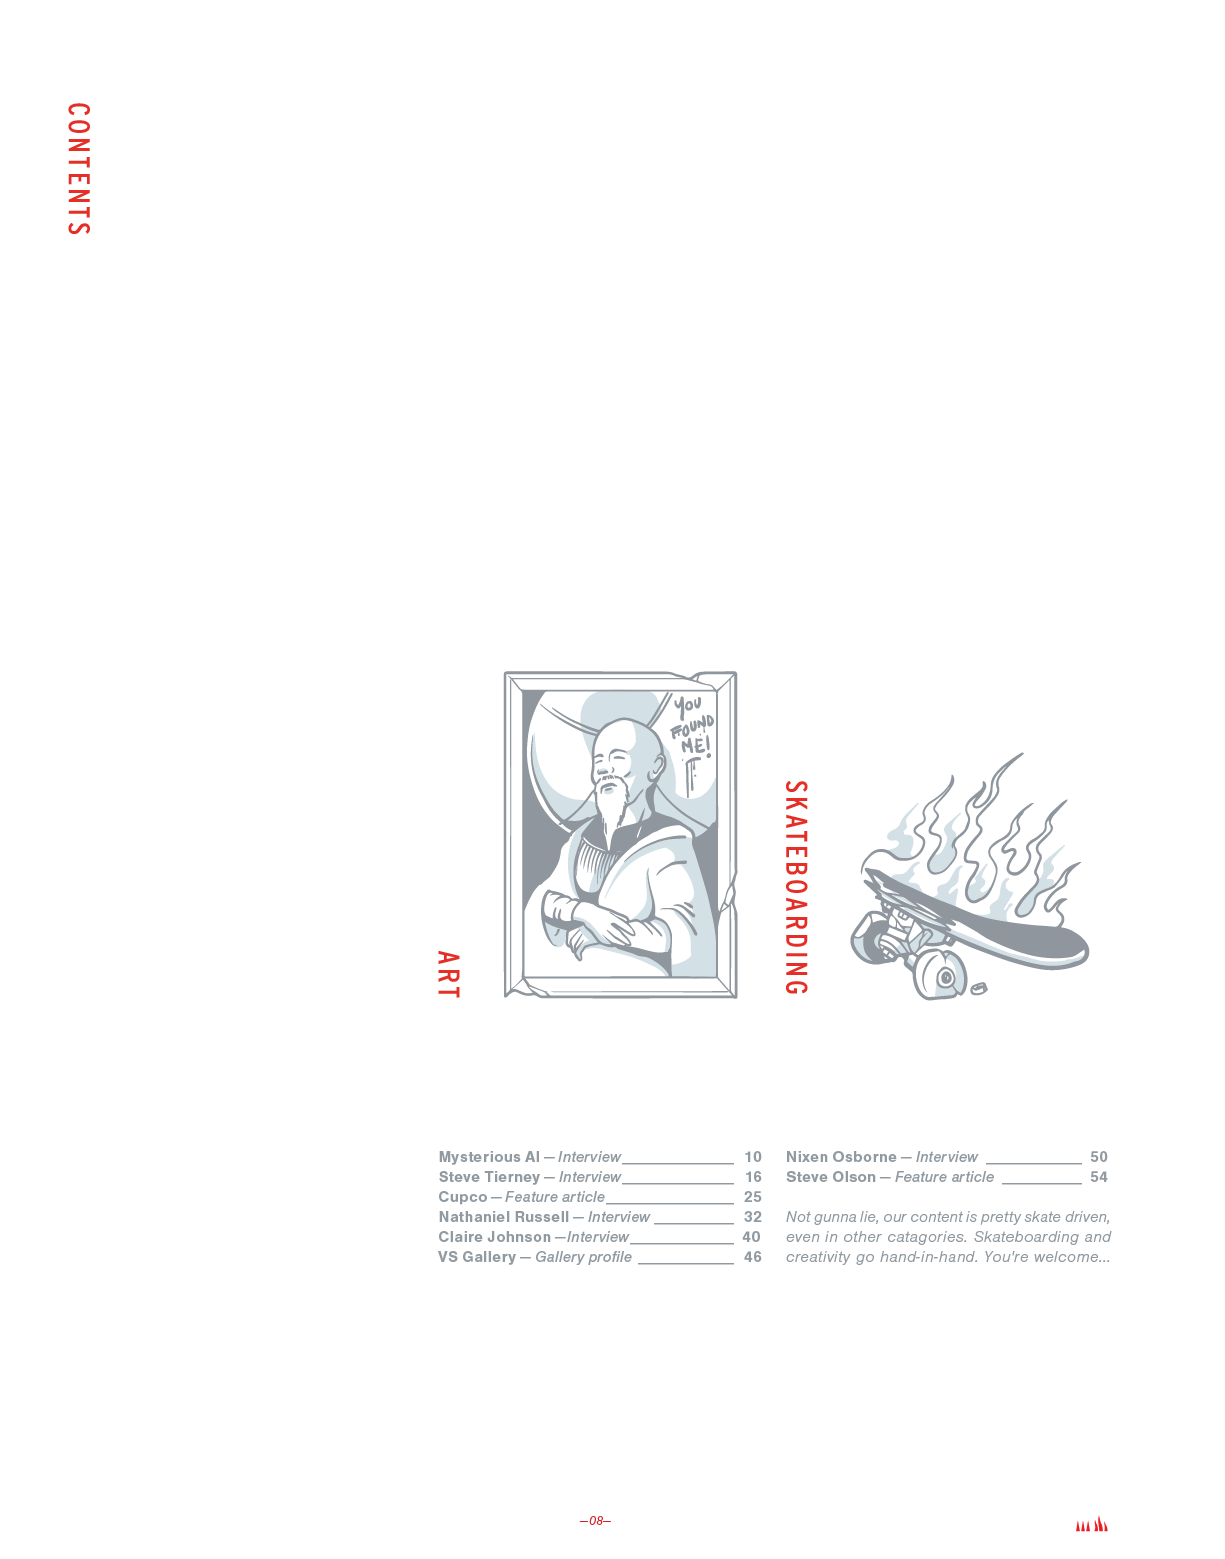 CONTENTS
YOU
FOUND
ME!
ART
SKATEBOARDING
Mysterious Al — Interview 10
Steve Tierney — Interview 16
Cupco — Feature article 25
Nathaniel Russell — Interview 32
Claire Johnson —Interview 40
VS Gallery — Gallery profile 46
Nixen Osborne — Interview 50
Steve Olson — Feature article 54
Not gunna lie, our content is pretty skate driven,
even in other catagories. Skateboarding and
creativity go hand-in-hand. You're welcome...
—08—